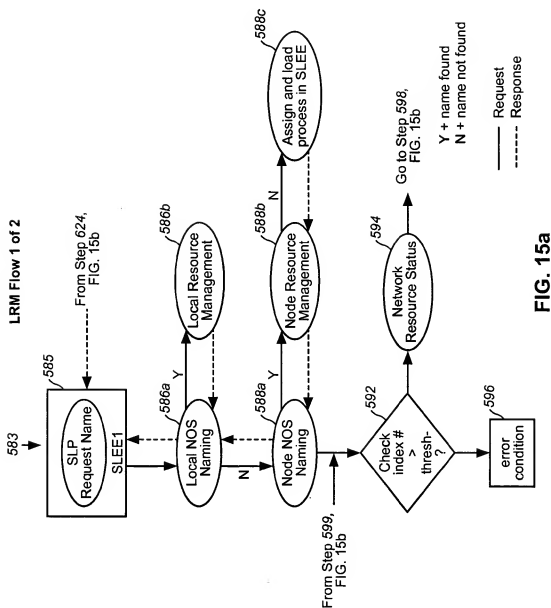 LRM Flow 1 of 2
583
585
SLP
Request Name
SLEE1
From Step 624,
FIG. 15b
586a
Local NOS
Naming
Y
586b
Local Resource
Management
N
588a
Node NOS
Naming
Y
588b
Node Resource
Management
N
588c
Assign and load
process in SLEE
From Step 599,
FIG. 15b
592
Check
index #
>
thresh-
?
594
Network
Resource Status
Go to Step 598,
FIG. 15b
596
error
condition
Y + name found
N + name not found
Request
Response
FIG. 15a